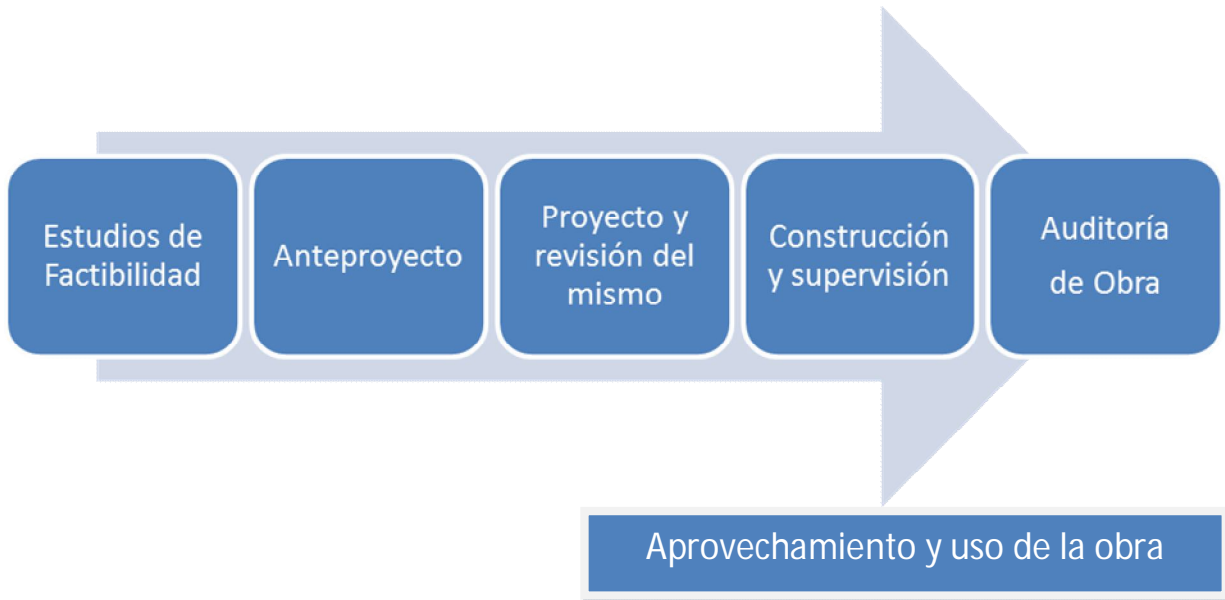 Estudios de
Factibilidad
Anteproyecto
Proyecto y
revisión del
mismo
Construcción
y supervisión
Auditoría
de Obra
Aprovechamiento y uso de la obra